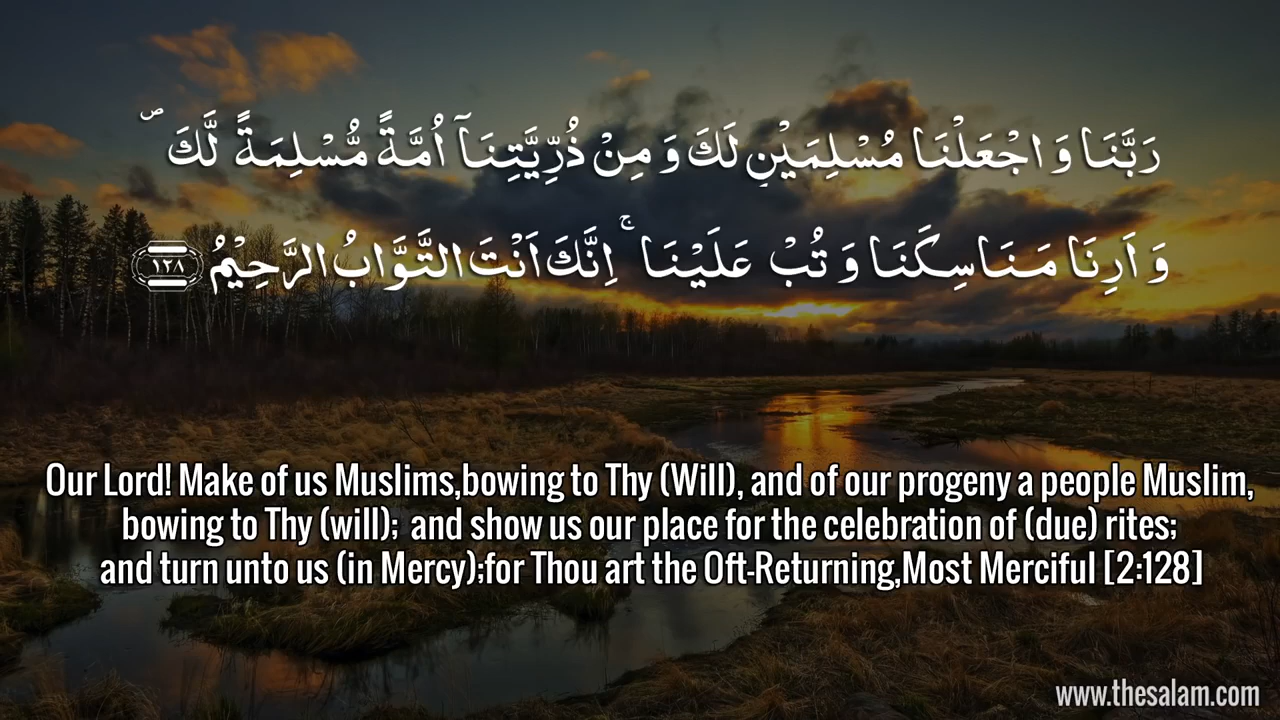 رَبَّنَا وَ اجْعَلْنَا مُسْلِمَيْنِ لَكَ وَ مِنْ ذُرِّيَّتِنَآ اُمَّةً مُّسْلِمَةً لَّكَ ۪
وَ اَرِنَا مَنَاسِكَنَا وَ تُبْ عَلَيْنَا ۚ اِنَّكَ اَنْتَ التَّوَّابُ الرَّحِيْمُ ١٢٨
Our Lord! Make of us Muslims,bowing to Thy (Will), and of our progeny a people Muslim,
bowing to Thy (will); and show us our place for the celebration of (due) rites;
and turn unto us (in Mercy);for Thou art the Oft-Returning,Most Merciful [2:128]
www.thesalam.com